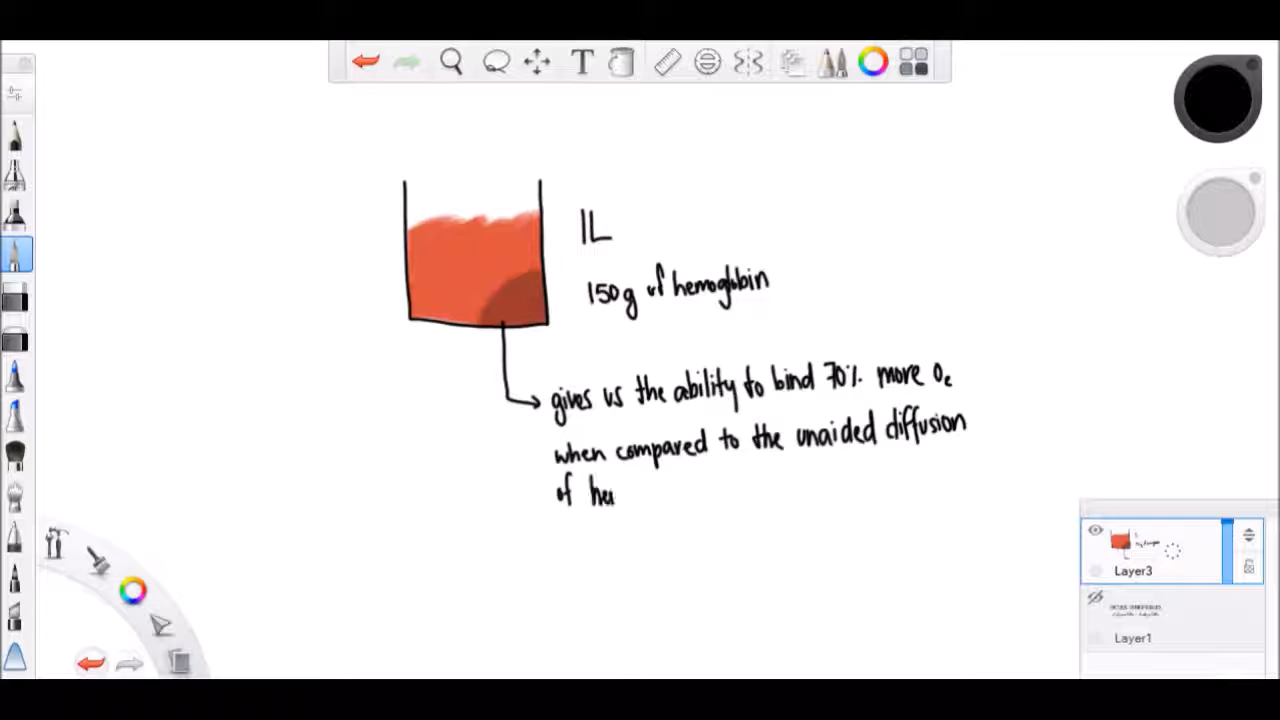 1L
150g of hemoglobin
gives us the ability to bind 70% more O₂
when compared to the unaided diffusion
of he
Layer3
Layer1